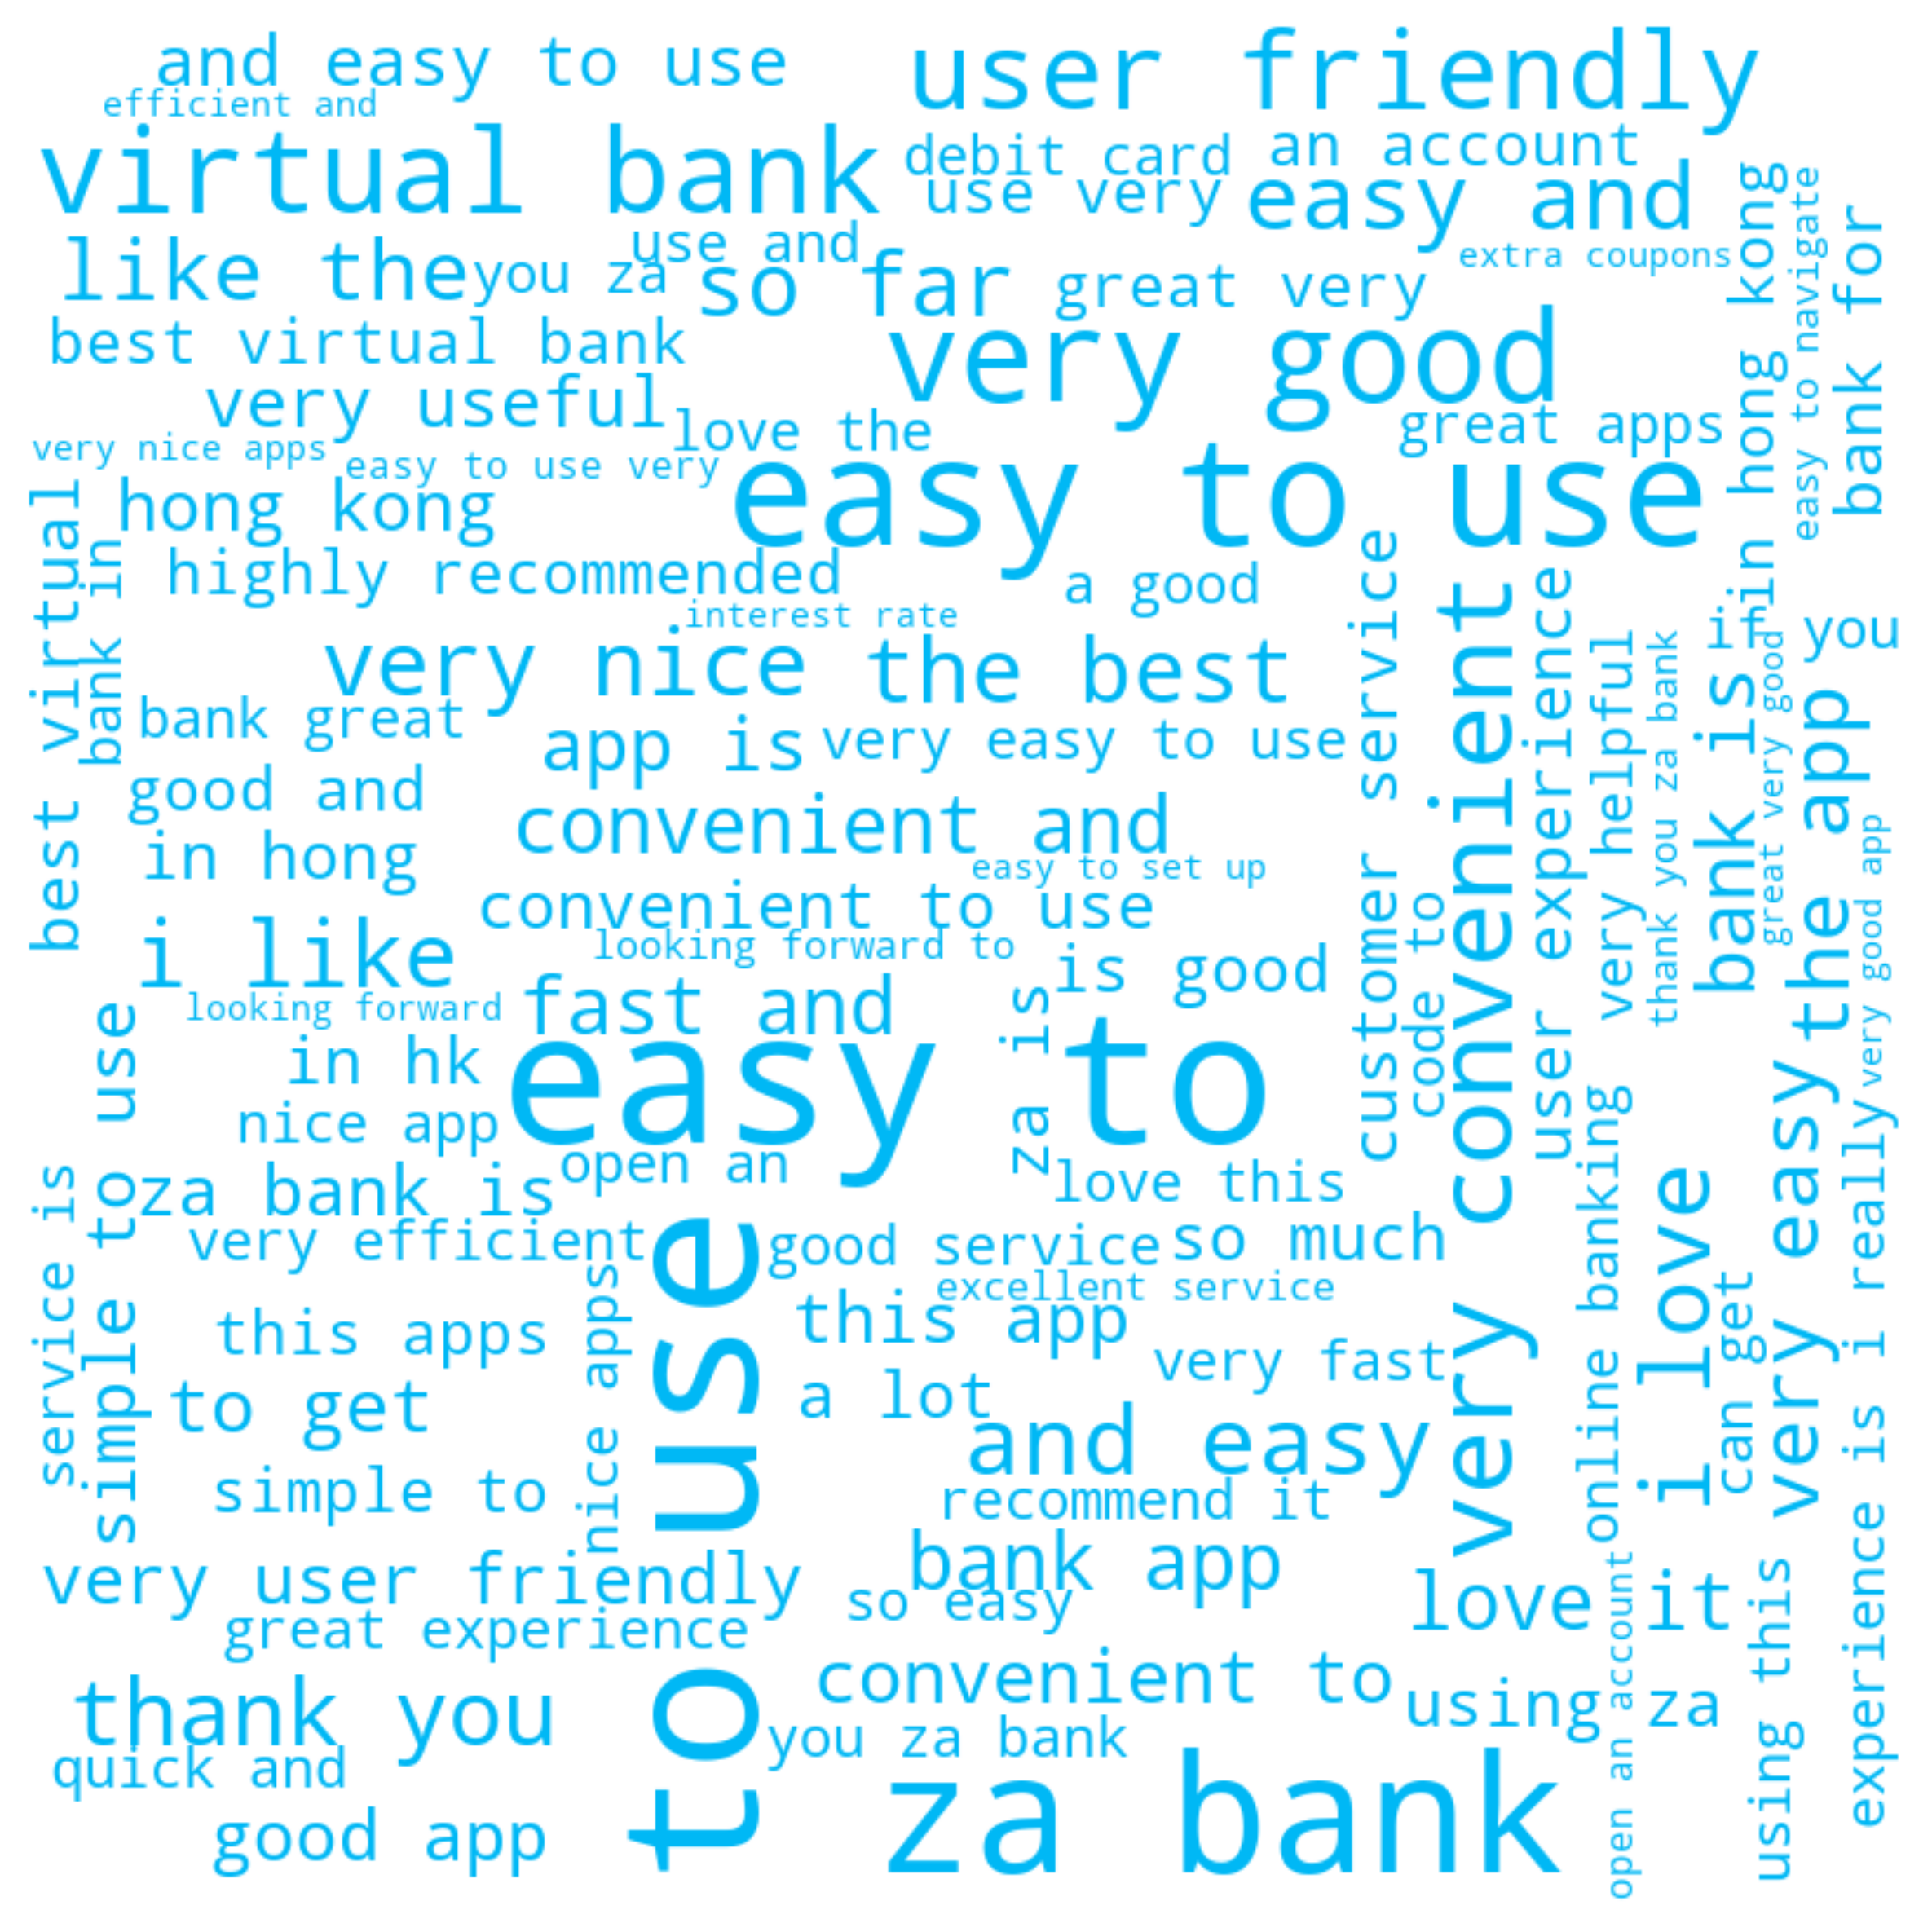 and easy to use
user friendly
efficient and
virtual bank
debit card
an account
use very
easy and
like the
you za
use and
so far
great very
extra coupons
best virtual bank
very good
very useful
love the
great apps
very nice apps
easy to use very
easy to use
hong kong
highly recommended
a good
interest rate
very nice
the best
if you
bank great
app is
very easy to use
good and
convenient and
in hong
easy to set up
convenient to use
i like
looking forward to
is good
looking forward
fast and
in hk
easy to
nice app
open an
za bank is
love this
very efficient
good service
so much
excellent service
this apps
this app
very fast
to get
a lot
and easy
simple to
recommend it
very user friendly
bank app
so easy
love it
great experience
thank you
convenient to
using za
quick and
you za bank
good app
za bank
best virtual
bank in
simple to use
service is
nice apps
to use
za is
customer service
code to
very convenient
user experience
very helpful
thank you za bank
online banking
open an account
i love
can get
bank is
great very good
in hong kong
easy to navigate
bank for
the app
very good app
very easy
i really
experience is
using this